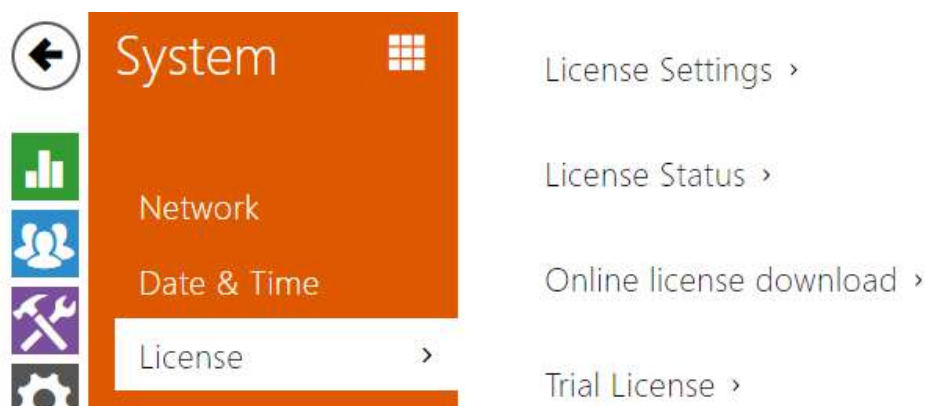 System
Network
Date & Time
License ›
License Settings ›
License Status ›
Online license download ›
Trial License ›